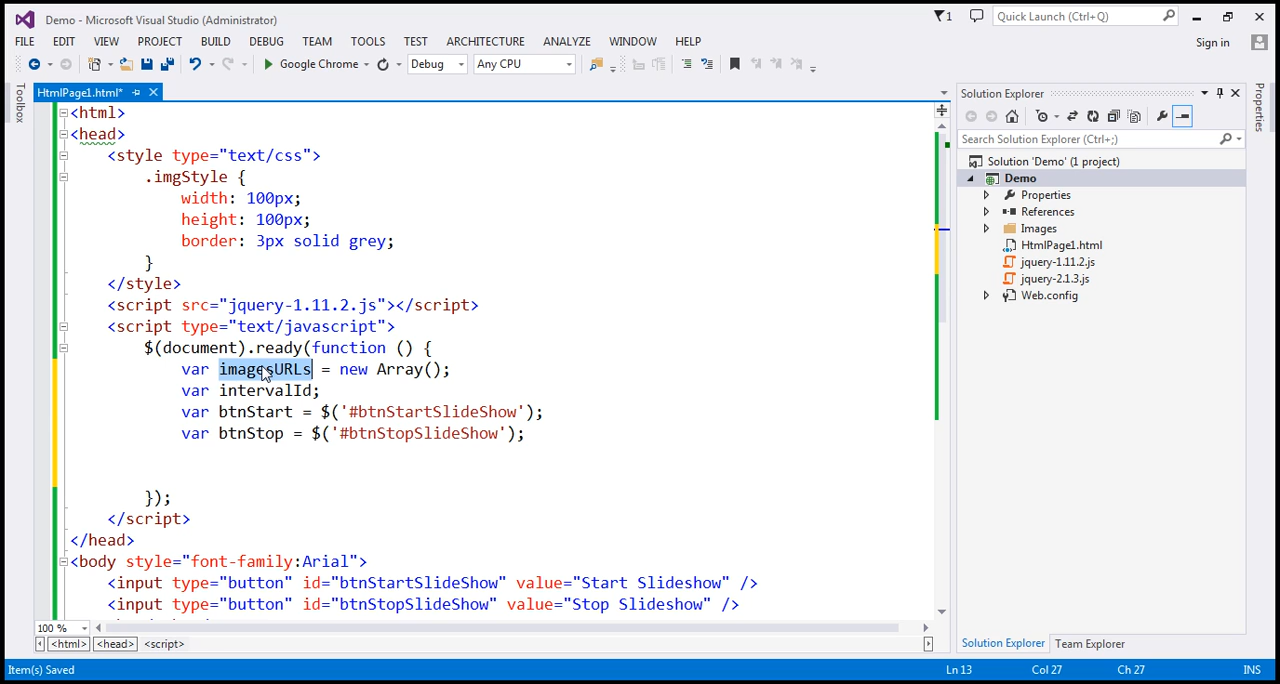 Demo - Microsoft Visual Studio (Administrator)
1
Quick Launch (Ctrl+Q)
FILE EDIT VIEW PROJECT BUILD DEBUG TEAM TOOLS TEST ARCHITECTURE ANALYZE WINDOW HELP
Sign in
Google Chrome Debug Any CPU
Toolbox
HtmlPage1.html*
<html>
<head>
<style type="text/css">
.imgStyle {
width: 100px;
height: 100px;
border: 3px solid grey;
}
</style>
<script src="jquery-1.11.2.js"></script>
<script type="text/javascript">
$(document).ready(function () {
var imagesURLs = new Array();
var intervalId;
var btnStart = $('#btnStartSlideShow');
var btnStop = $('#btnStopSlideShow');
});
</script>
</head>
<body style="font-family:Arial">
<input type="button" id="btnStartSlideShow" value="Start Slideshow" />
<input type="button" id="btnStopSlideShow" value="Stop Slideshow" />
100 %
<html> <head> <script>
Solution Explorer
Search Solution Explorer (Ctrl+;)
Solution 'Demo' (1 project)
Demo
Properties
References
Images
HtmlPage1.html
jquery-1.11.2.js
jquery-2.1.3.js
Web.config
Solution Explorer Team Explorer
Properties
Item(s) Saved
Ln 13 Col 27 Ch 27 INS